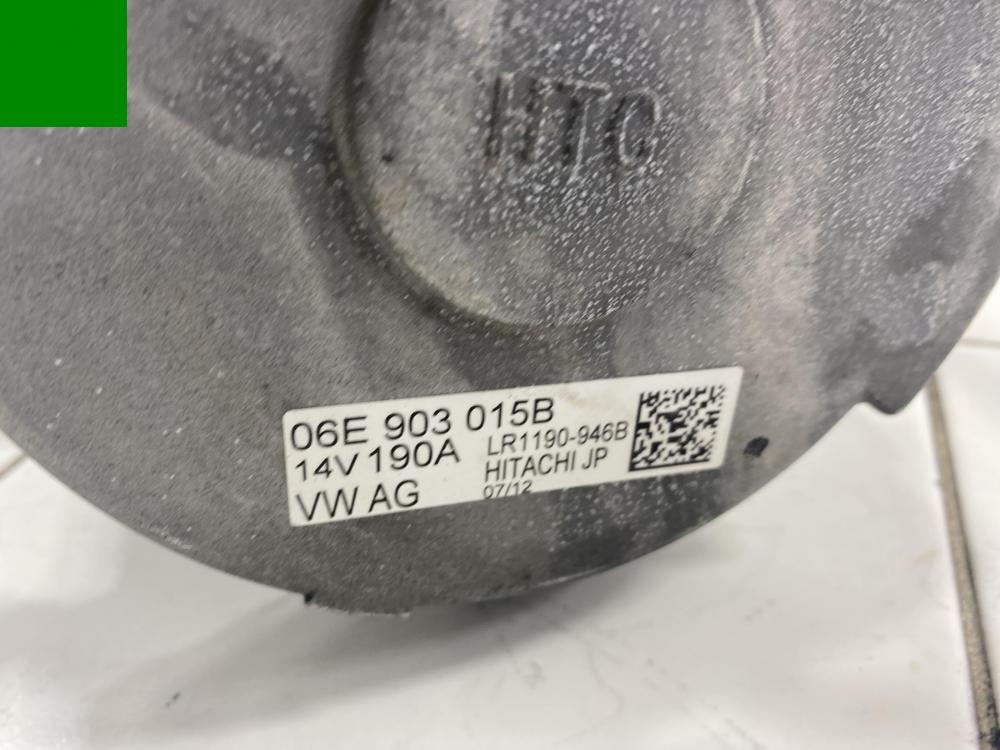 HTC
06E 903 015B
14V 190A
VW AG
LR1190-946B
HITACHI JP
07/12